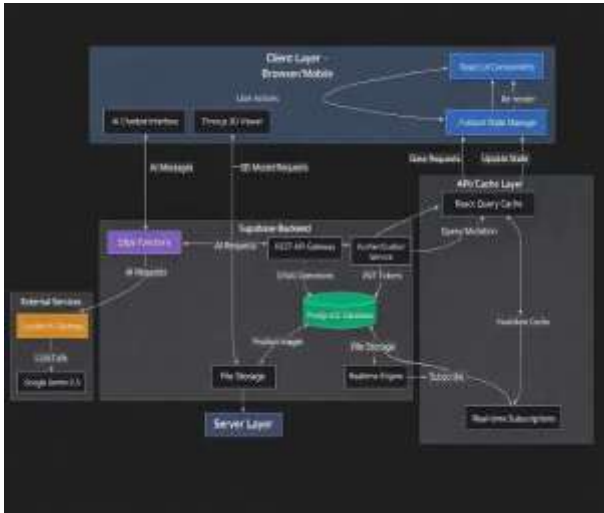 Client Layer -
Browser/Mobile
React UI Components
User Actions
Re-render
AI Chatbot Interface
Three.js 3D Viewer
State Manager
AI Messages
3D Model Requests
Data Requests
Update State
API/Cache Layer
React Query Cache
Supabase Backend
Edge Functions
AI Requests
REST API Gateway
Authentication
Service
Query/Mutation
AI Requests
CRUD Operations
JWT Tokens
External Services
PostgreSQL Database
Realtime Cache
Product Images
File Storage
Google Gemini 2.5
File Storage
Realtime Engine
Subscribe
Real-time Subscriptions
Server Layer